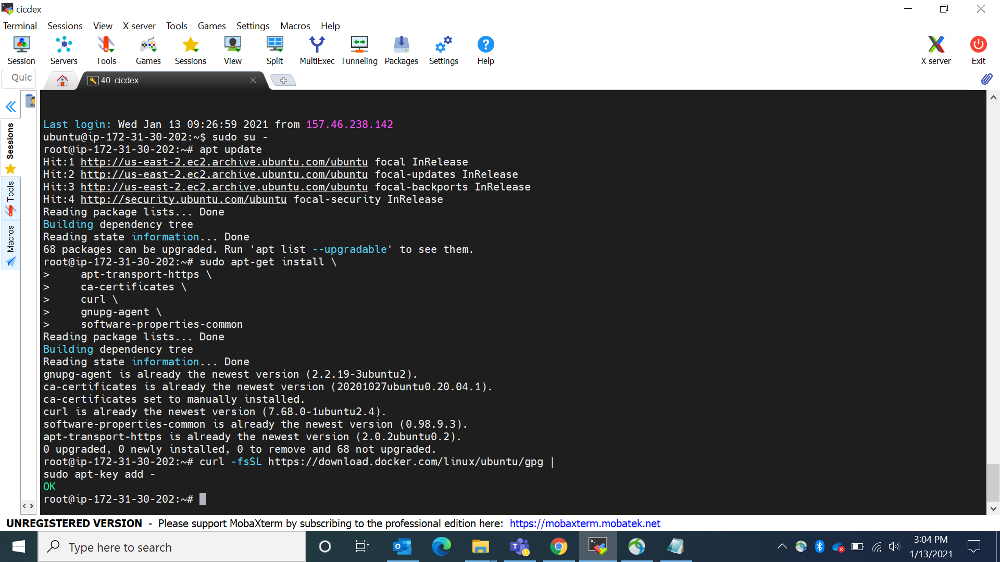 cicdex
Terminal Sessions View X server Tools Games Settings Macros Help
Session Servers Tools Games Sessions View Split MultiExec Tunneling Packages Settings Help X server Exit
Quic
40. cicdex
Sessions
Tools
Macros
Last login: Wed Jan 13 09:26:59 2021 from 157.46.238.142
ubuntu@ip-172-31-30-202:~$ sudo su -
root@ip-172-31-30-202:~# apt update
Hit:1 http://us-east-2.ec2.archive.ubuntu.com/ubuntu focal InRelease
Hit:2 http://us-east-2.ec2.archive.ubuntu.com/ubuntu focal-updates InRelease
Hit:3 http://us-east-2.ec2.archive.ubuntu.com/ubuntu focal-backports InRelease
Hit:4 http://security.ubuntu.com/ubuntu focal-security InRelease
Reading package lists... Done
Building dependency tree
Reading state information... Done
68 packages can be upgraded. Run 'apt list --upgradable' to see them.
root@ip-172-31-30-202:~# sudo apt-get install \
>     apt-transport-https \
>     ca-certificates \
>     curl \
>     gnupg-agent \
>     software-properties-common
Reading package lists... Done
Building dependency tree
Reading state information... Done
gnupg-agent is already the newest version (2.2.19-3ubuntu2).
ca-certificates is already the newest version (20201027ubuntu0.20.04.1).
ca-certificates set to manually installed.
curl is already the newest version (7.68.0-1ubuntu2.4).
software-properties-common is already the newest version (0.98.9.3).
apt-transport-https is already the newest version (2.0.2ubuntu0.2).
0 upgraded, 0 newly installed, 0 to remove and 68 not upgraded.
root@ip-172-31-30-202:~# curl -fsSL https://download.docker.com/linux/ubuntu/gpg |
sudo apt-key add -
OK
root@ip-172-31-30-202:~#
UNREGISTERED VERSION - Please support MobaXterm by subscribing to the professional edition here: https://mobaxterm.mobatek.net
Type here to search
3:04 PM
1/13/2021